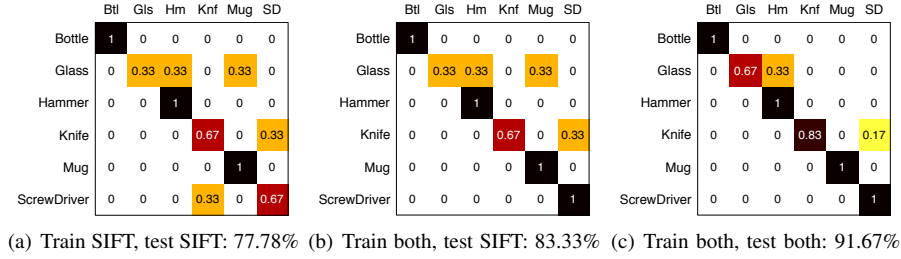 Btl Gls Hm Knf Mug SD
Bottle 1 0 0 0 0 0
Glass 0 0.33 0.33 0 0.33 0
Hammer 0 0 1 0 0 0
Knife 0 0 0 0.67 0 0.33
Mug 0 0 0 0 1 0
ScrewDriver 0 0 0 0.33 0 0.67
(a) Train SIFT, test SIFT: 77.78%
Btl Gls Hm Knf Mug SD
Bottle 1 0 0 0 0 0
Glass 0 0.33 0.33 0 0.33 0
Hammer 0 0 1 0 0 0
Knife 0 0 0 0.67 0 0.33
Mug 0 0 0 0 1 0
ScrewDriver 0 0 0 0 0 1
(b) Train both, test SIFT: 83.33%
Btl Gls Hm Knf Mug SD
Bottle 1 0 0 0 0 0
Glass 0 0.67 0.33 0 0 0
Hammer 0 0 1 0 0 0
Knife 0 0 0 0.83 0 0.17
Mug 0 0 0 0 1 0
ScrewDriver 0 0 0 0 0 1
(c) Train both, test both: 91.67%